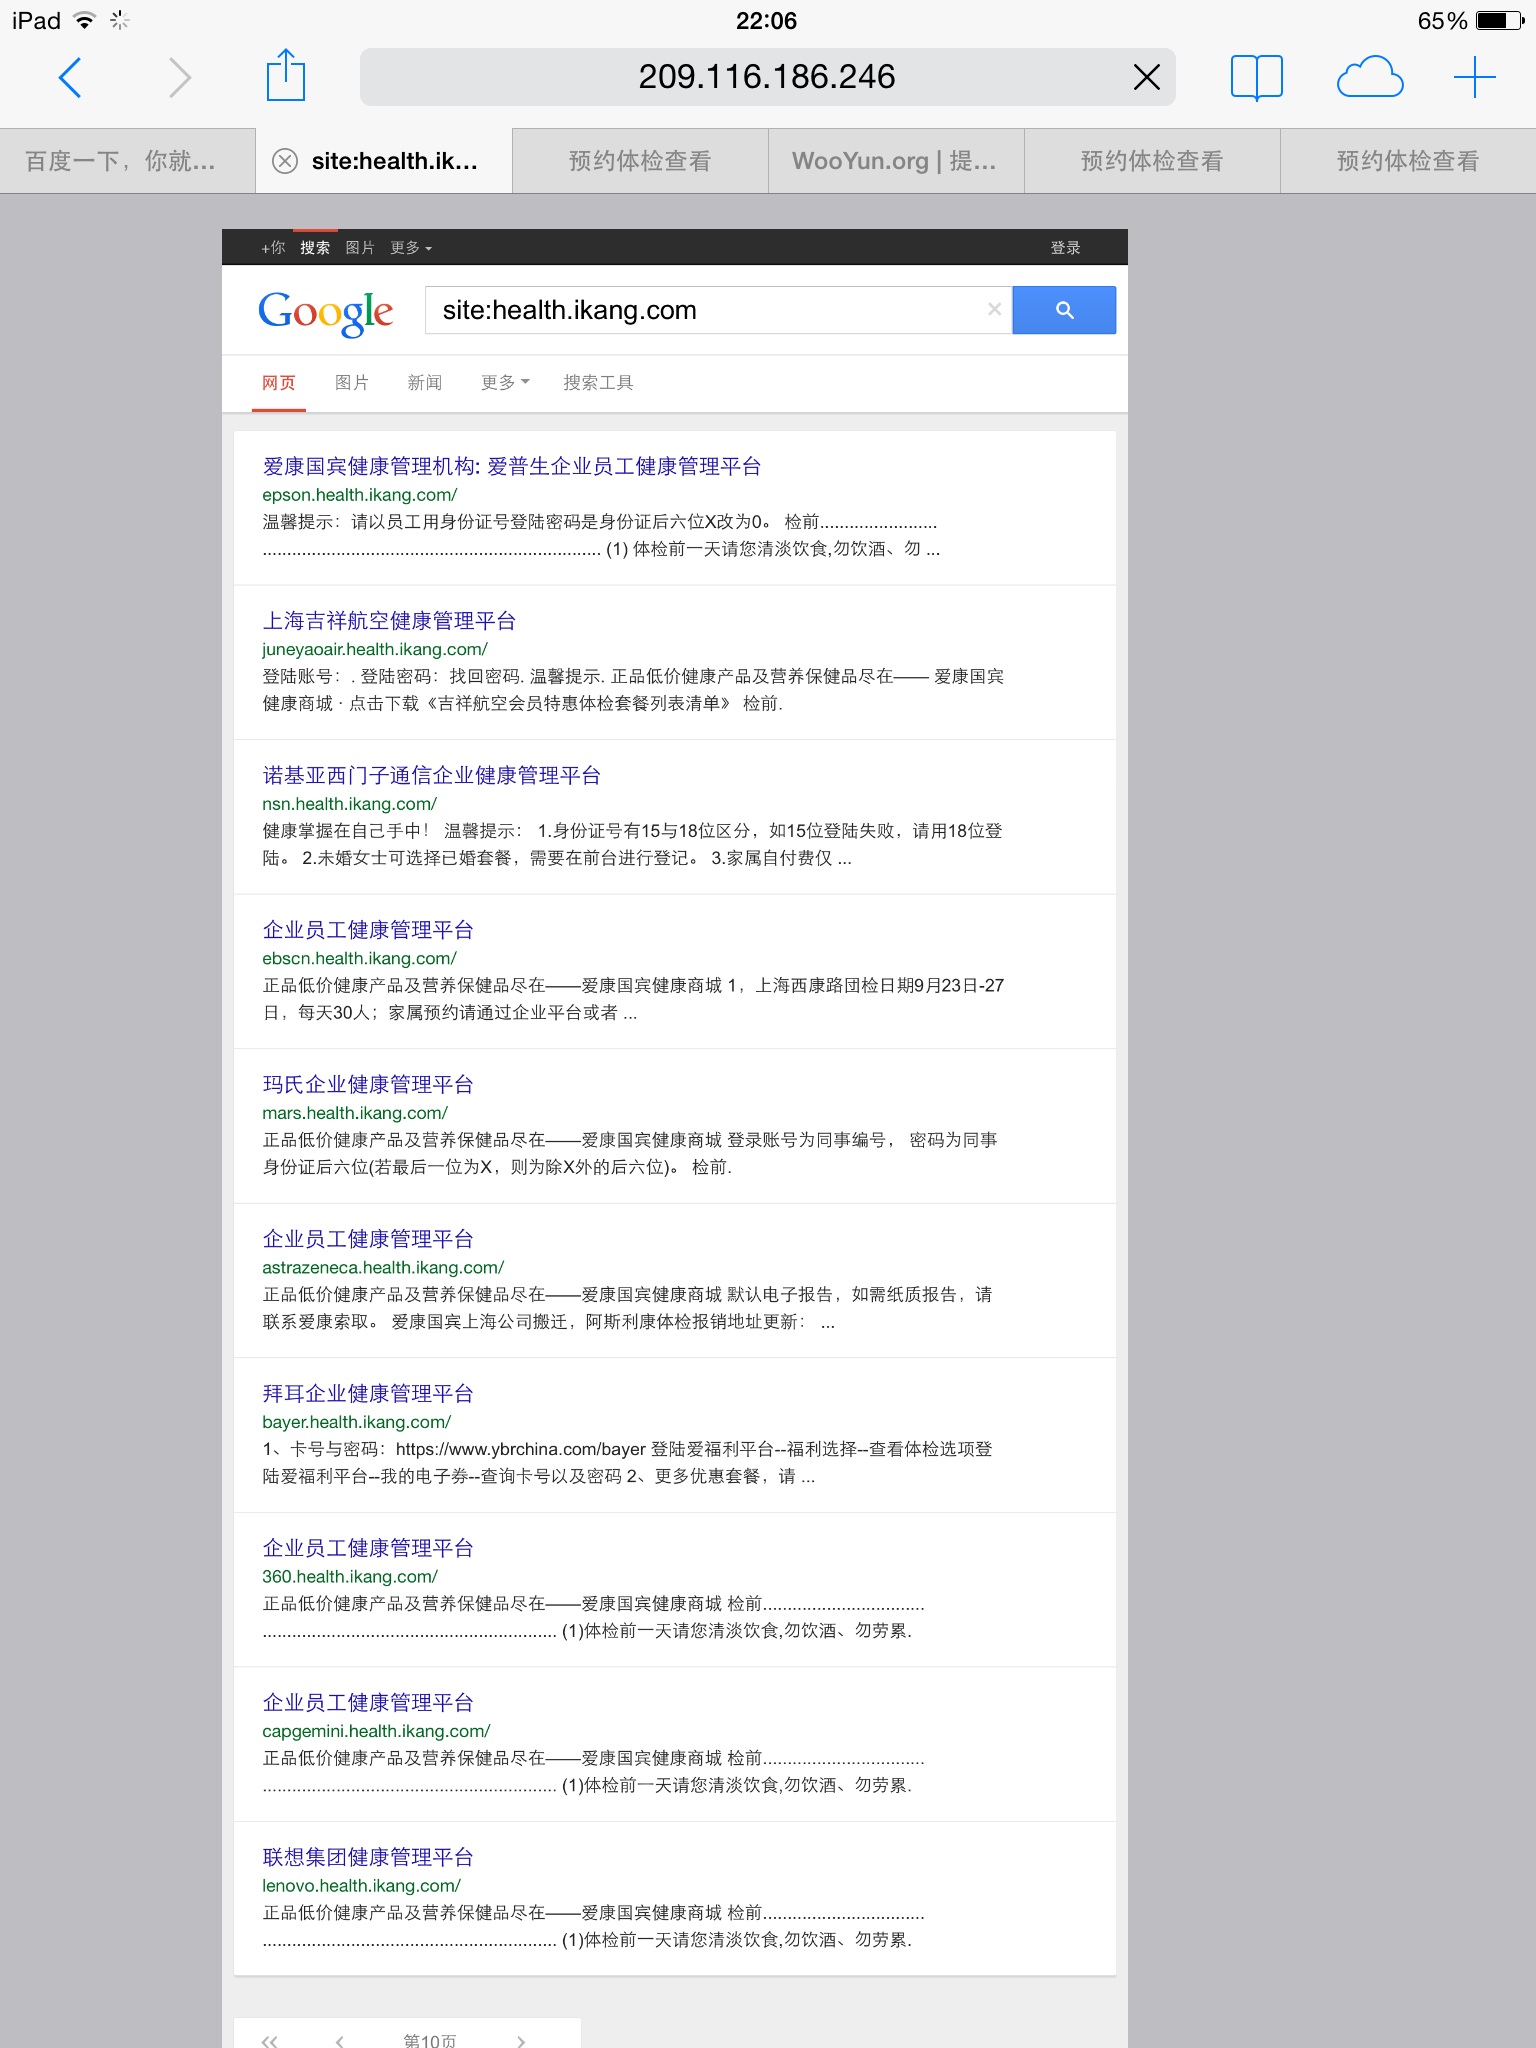 iPad 22:06 65%
209.116.186.246
百度一下，你就... site:health.ik... 预约体检查看 WooYun.org | 提... 预约体检查看 预约体检查看
+你 搜索 图片 更多 登录
Google site:health.ikang.com
网页 图片 新闻 更多 搜索工具
爱康国宾健康管理机构: 爱普生企业员工健康管理平台
epson.health.ikang.com/
温馨提示：请以员工用身份证号登陆密码是身份证后六位X改为0。 检前........................
..................................................................... (1) 体检前一天请您清淡饮食,勿饮酒、勿 ...
上海吉祥航空健康管理平台
juneyaoair.health.ikang.com/
登陆账号：. 登陆密码：找回密码. 温馨提示. 正品低价健康产品及营养保健品尽在—— 爱康国宾
健康商城 · 点击下载《吉祥航空会员特惠体检套餐列表清单》 检前.
诺基亚西门子通信企业健康管理平台
nsn.health.ikang.com/
健康掌握在自己手中！ 温馨提示： 1.身份证号有15与18位区分，如15位登陆失败，请用18位登
陆。 2.未婚女士可选择已婚套餐，需要在前台进行登记。 3.家属自付费仅 ...
企业员工健康管理平台
ebscn.health.ikang.com/
正品低价健康产品及营养保健品尽在——爱康国宾健康商城 1，上海西康路团检日期9月23日-27
日，每天30人；家属预约请通过企业平台或者 ...
玛氏企业健康管理平台
mars.health.ikang.com/
正品低价健康产品及营养保健品尽在——爱康国宾健康商城 登录账号为同事编号， 密码为同事
身份证后六位(若最后一位为X，则为除X外的后六位)。 检前.
企业员工健康管理平台
astrazeneca.health.ikang.com/
正品低价健康产品及营养保健品尽在——爱康国宾健康商城 默认电子报告，如需纸质报告，请
联系爱康索取。 爱康国宾上海公司搬迁，阿斯利康体检报销地址更新： ...
拜耳企业健康管理平台
bayer.health.ikang.com/
1、卡号与密码：https://www.ybrchina.com/bayer 登陆爱福利平台--福利选择--查看体检选项登
陆爱福利平台--我的电子券--查询卡号以及密码 2、更多优惠套餐，请 ...
企业员工健康管理平台
360.health.ikang.com/
正品低价健康产品及营养保健品尽在——爱康国宾健康商城 检前.................................
............................................................ (1)体检前一天请您清淡饮食,勿饮酒、勿劳累.
企业员工健康管理平台
capgemini.health.ikang.com/
正品低价健康产品及营养保健品尽在——爱康国宾健康商城 检前.................................
............................................................ (1)体检前一天请您清淡饮食,勿饮酒、勿劳累.
联想集团健康管理平台
lenovo.health.ikang.com/
正品低价健康产品及营养保健品尽在——爱康国宾健康商城 检前.................................
............................................................ (1)体检前一天请您清淡饮食,勿饮酒、勿劳累.
第10页